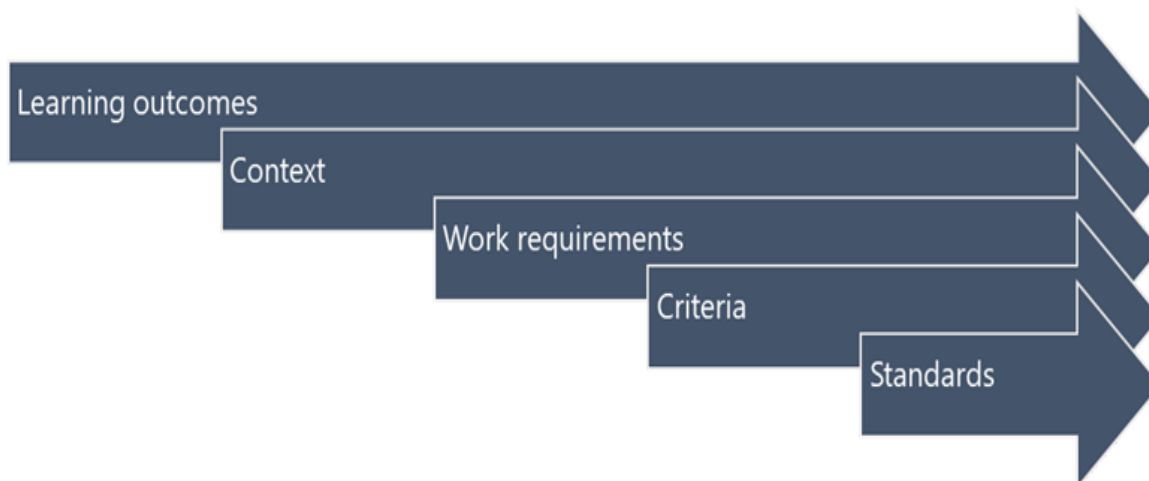 Learning outcomes
Context
Work requirements
Criteria
Standards